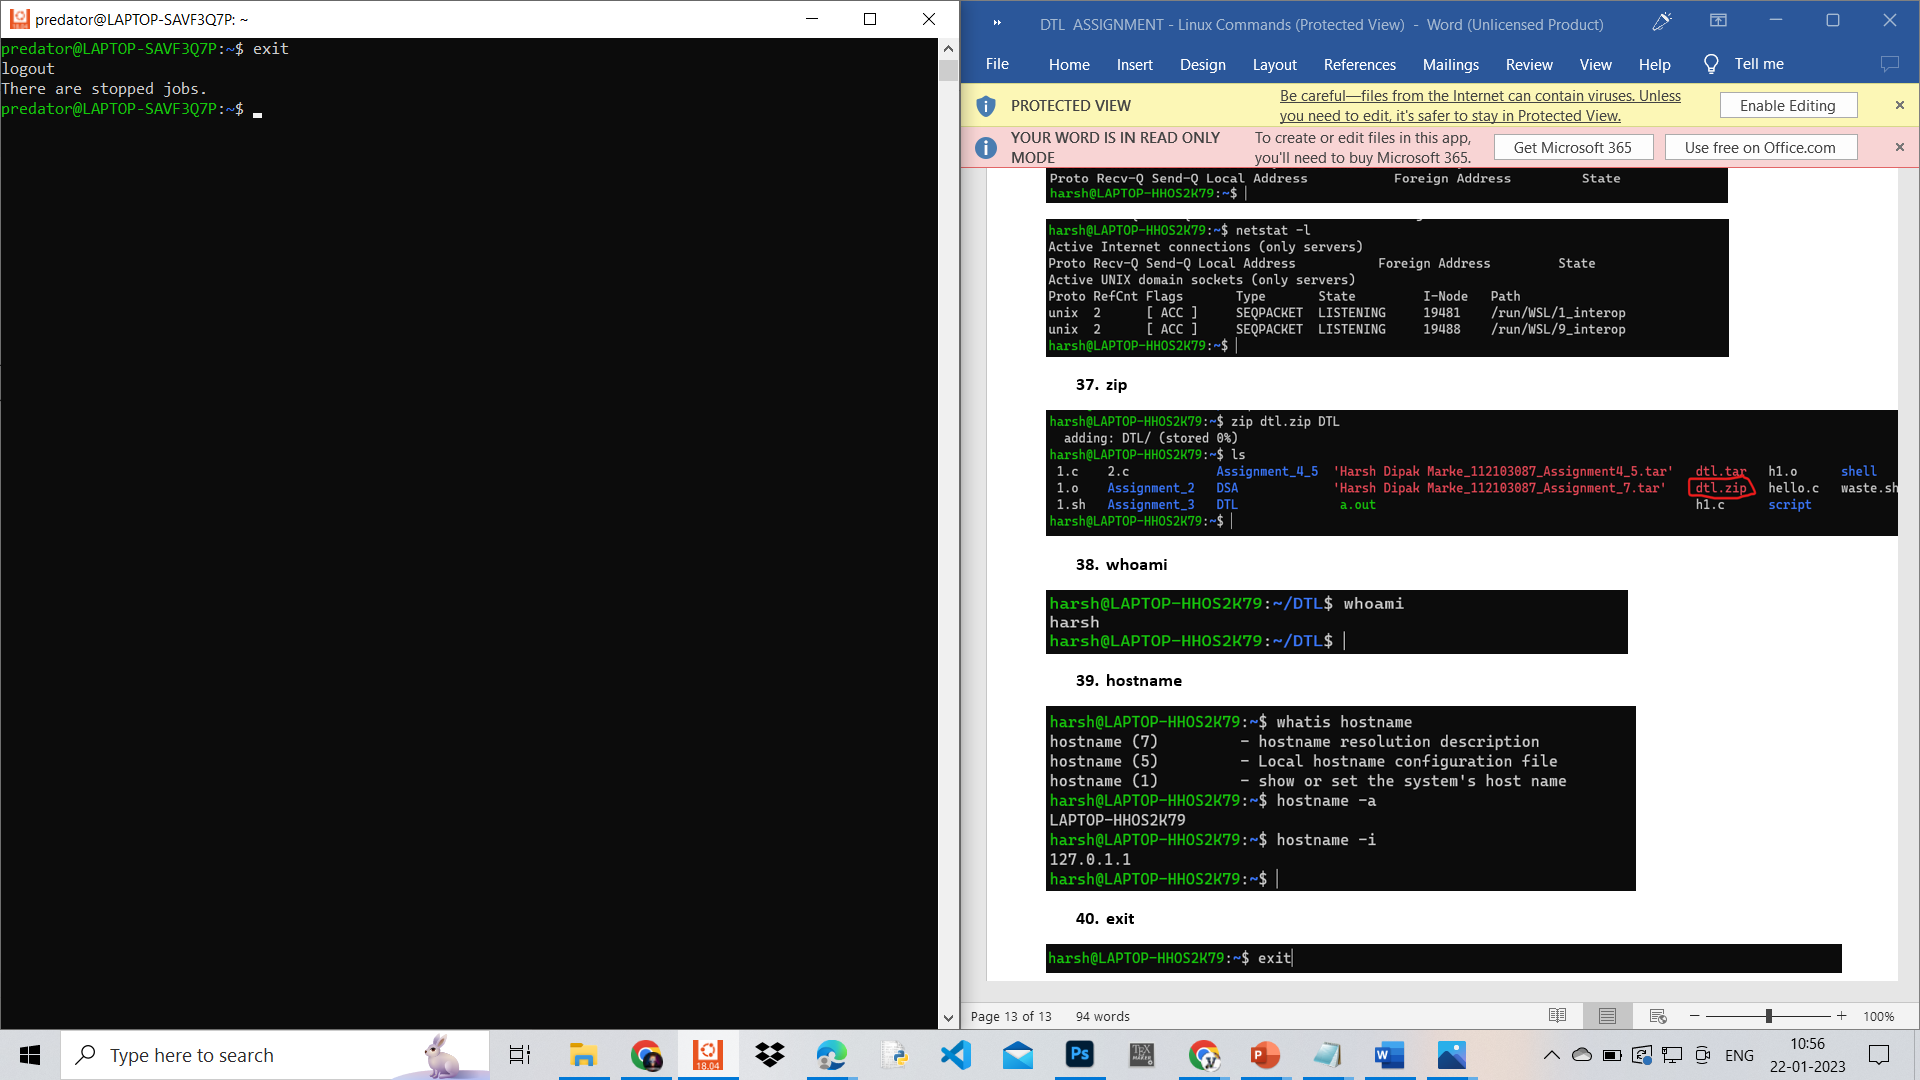 predator@LAPTOP-SAVF3Q7P: ~
predator@LAPTOP-SAVF3Q7P:~$ exit
logout
There are stopped jobs.
predator@LAPTOP-SAVF3Q7P:~$
DTL ASSIGNMENT - Linux Commands (Protected View) - Word (Unlicensed Product)
File Home Insert Design Layout References Mailings Review View Help Tell me
PROTECTED VIEW
Be careful—files from the Internet can contain viruses. Unless
you need to edit, it's safer to stay in Protected View.
Enable Editing
YOUR WORD IS IN READ ONLY
MODE
To create or edit files in this app,
you'll need to buy Microsoft 365.
Get Microsoft 365
Use free on Office.com
Proto Recv-Q Send-Q Local Address Foreign Address State
harsh@LAPTOP-HHOS2K79:~$
harsh@LAPTOP-HHOS2K79:~$ netstat -l
Active Internet connections (only servers)
Proto Recv-Q Send-Q Local Address Foreign Address State
Active UNIX domain sockets (only servers)
Proto RefCnt Flags Type State I-Node Path
unix 2 [ ACC ] SEQPACKET LISTENING 19481 /run/WSL/1_interop
unix 2 [ ACC ] SEQPACKET LISTENING 19488 /run/WSL/9_interop
harsh@LAPTOP-HHOS2K79:~$
37. zip
harsh@LAPTOP-HHOS2K79:~$ zip dtl.zip DTL
adding: DTL/ (stored 0%)
harsh@LAPTOP-HHOS2K79:~$ ls
1.c 2.c Assignment_4_5 'Harsh Dipak Marke_112103087_Assignment4_5.tar' dtl.tar h1.o shell
1.o Assignment_2 DSA 'Harsh Dipak Marke_112103087_Assignment_7.tar' dtl.zip hello.c waste.sh
1.sh Assignment_3 DTL a.out h1.c script
harsh@LAPTOP-HHOS2K79:~$
38. whoami
harsh@LAPTOP-HHOS2K79:~/DTL$ whoami
harsh
harsh@LAPTOP-HHOS2K79:~/DTL$
39. hostname
harsh@LAPTOP-HHOS2K79:~$ whatis hostname
hostname (7) - hostname resolution description
hostname (5) - Local hostname configuration file
hostname (1) - show or set the system's host name
harsh@LAPTOP-HHOS2K79:~$ hostname -a
LAPTOP-HHOS2K79
harsh@LAPTOP-HHOS2K79:~$ hostname -i
127.0.1.1
harsh@LAPTOP-HHOS2K79:~$
40. exit
harsh@LAPTOP-HHOS2K79:~$ exit
Page 13 of 13 94 words
100%
Type here to search
18.04
Ps
ENG
10:56
22-01-2023